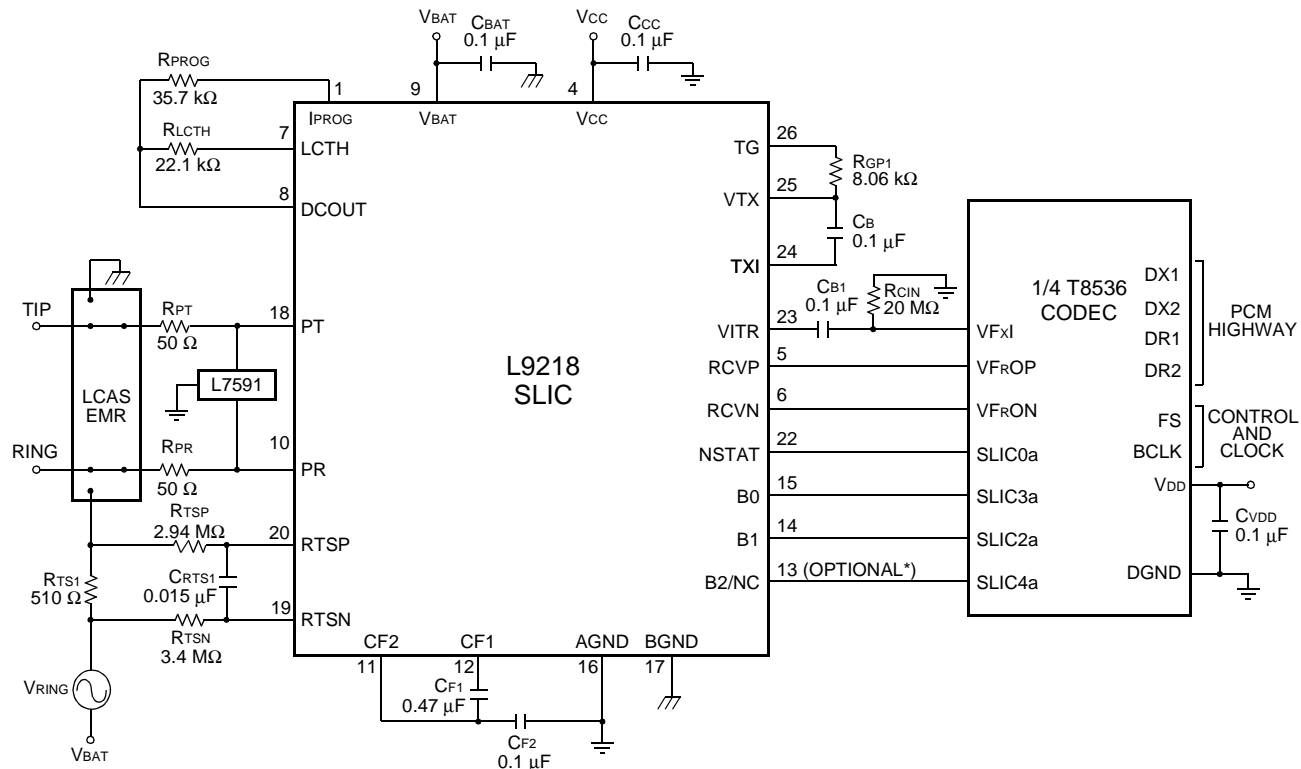 VBAT
CBAT
0.1 µF
VCC
CCC
0.1 µF
RPROG
35.7 kΩ
1
9
4
IPROG
VBAT
VCC
RLCTH
22.1 kΩ
7
LCTH
8
DCOUT
TG
26
RGP1
8.06 kΩ
VTX
25
CB
0.1 µF
TXI
24
TIP
RPT
50 Ω
18
PT
LCAS
EMR
L7591
L9218
SLIC
RING
RPR
50 Ω
10
PR
CB1
0.1 µF
RCIN
20 MΩ
VITR
23
RCVP
5
RCVN
6
NSTAT
22
B0
15
B1
14
B2/NC
13 (OPTIONAL*)
1/4 T8536
CODEC
VFXI
VFROP
VFRON
SLIC0a
SLIC3a
SLIC2a
SLIC4a
DX1
DX2
DR1
DR2
PCM
HIGHWAY
FS
BCLK
CONTROL
AND
CLOCK
VDD
CVDD
0.1 µF
DGND
RTSP
2.94 MΩ
20
RTSP
RTS1
510 Ω
CRTS1
0.015 µF
19
RTSN
RTSN
3.4 MΩ
VRING
VBAT
CF2
11
CF1
12
AGND
16
BGND
17
CF1
0.47 µF
CF2
0.1 µF